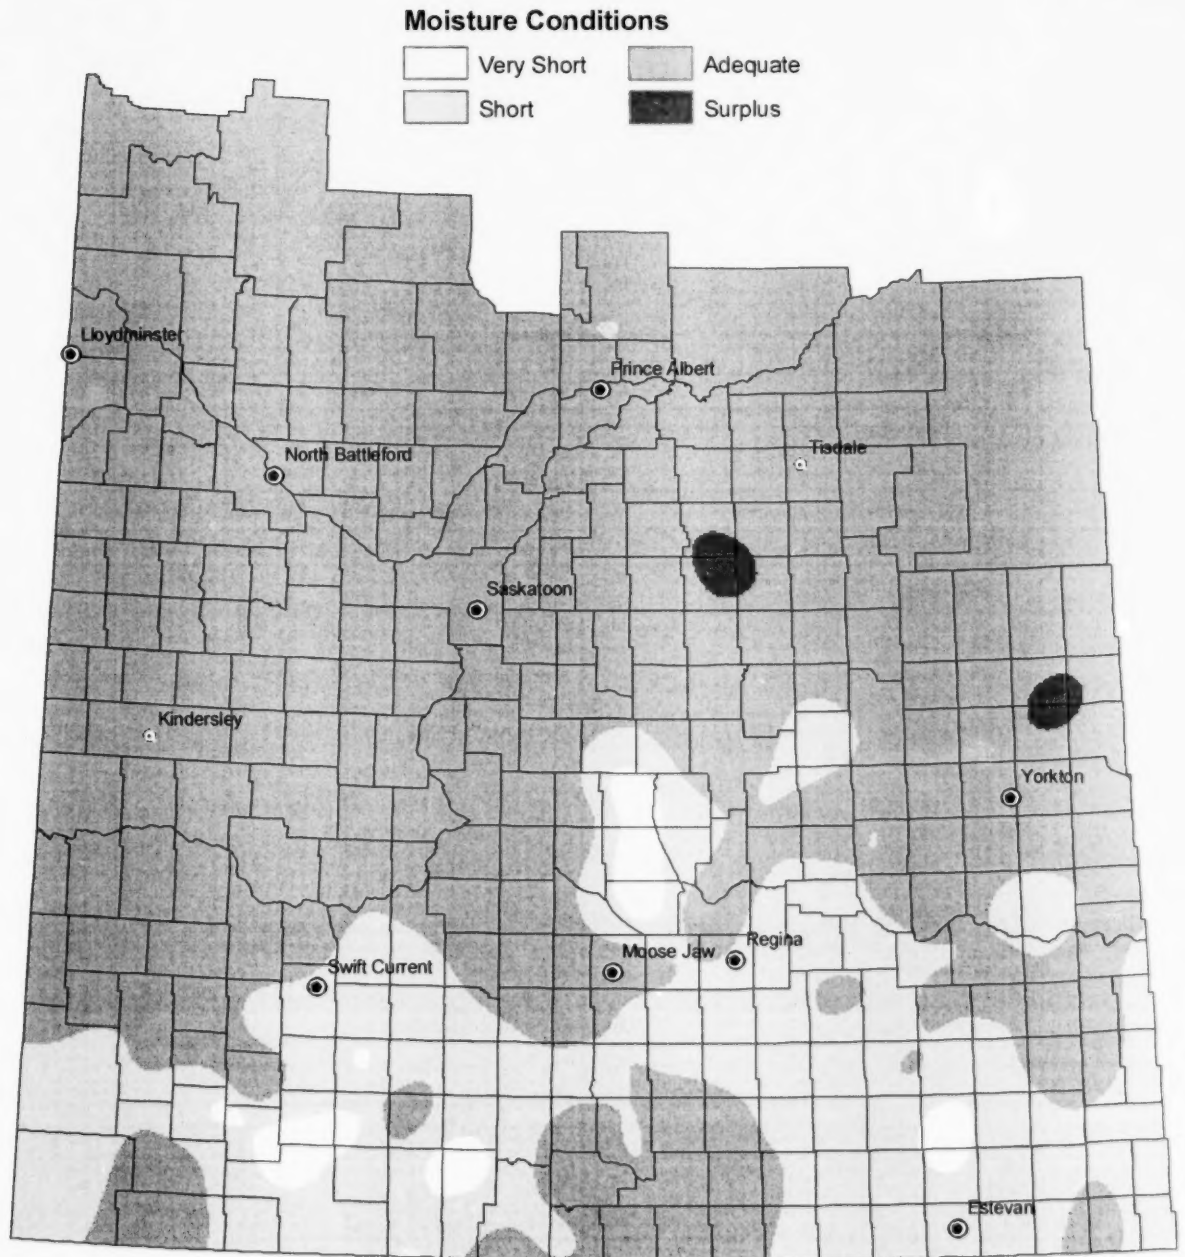 Moisture Conditions
Very Short
Adequate
Short
Surplus
Lloydminster
Prince Albert
North Battleford
Tisdale
Saskatoon
Kindersley
Yorkton
Regina
Moose Jaw
Swift Current
Estevan